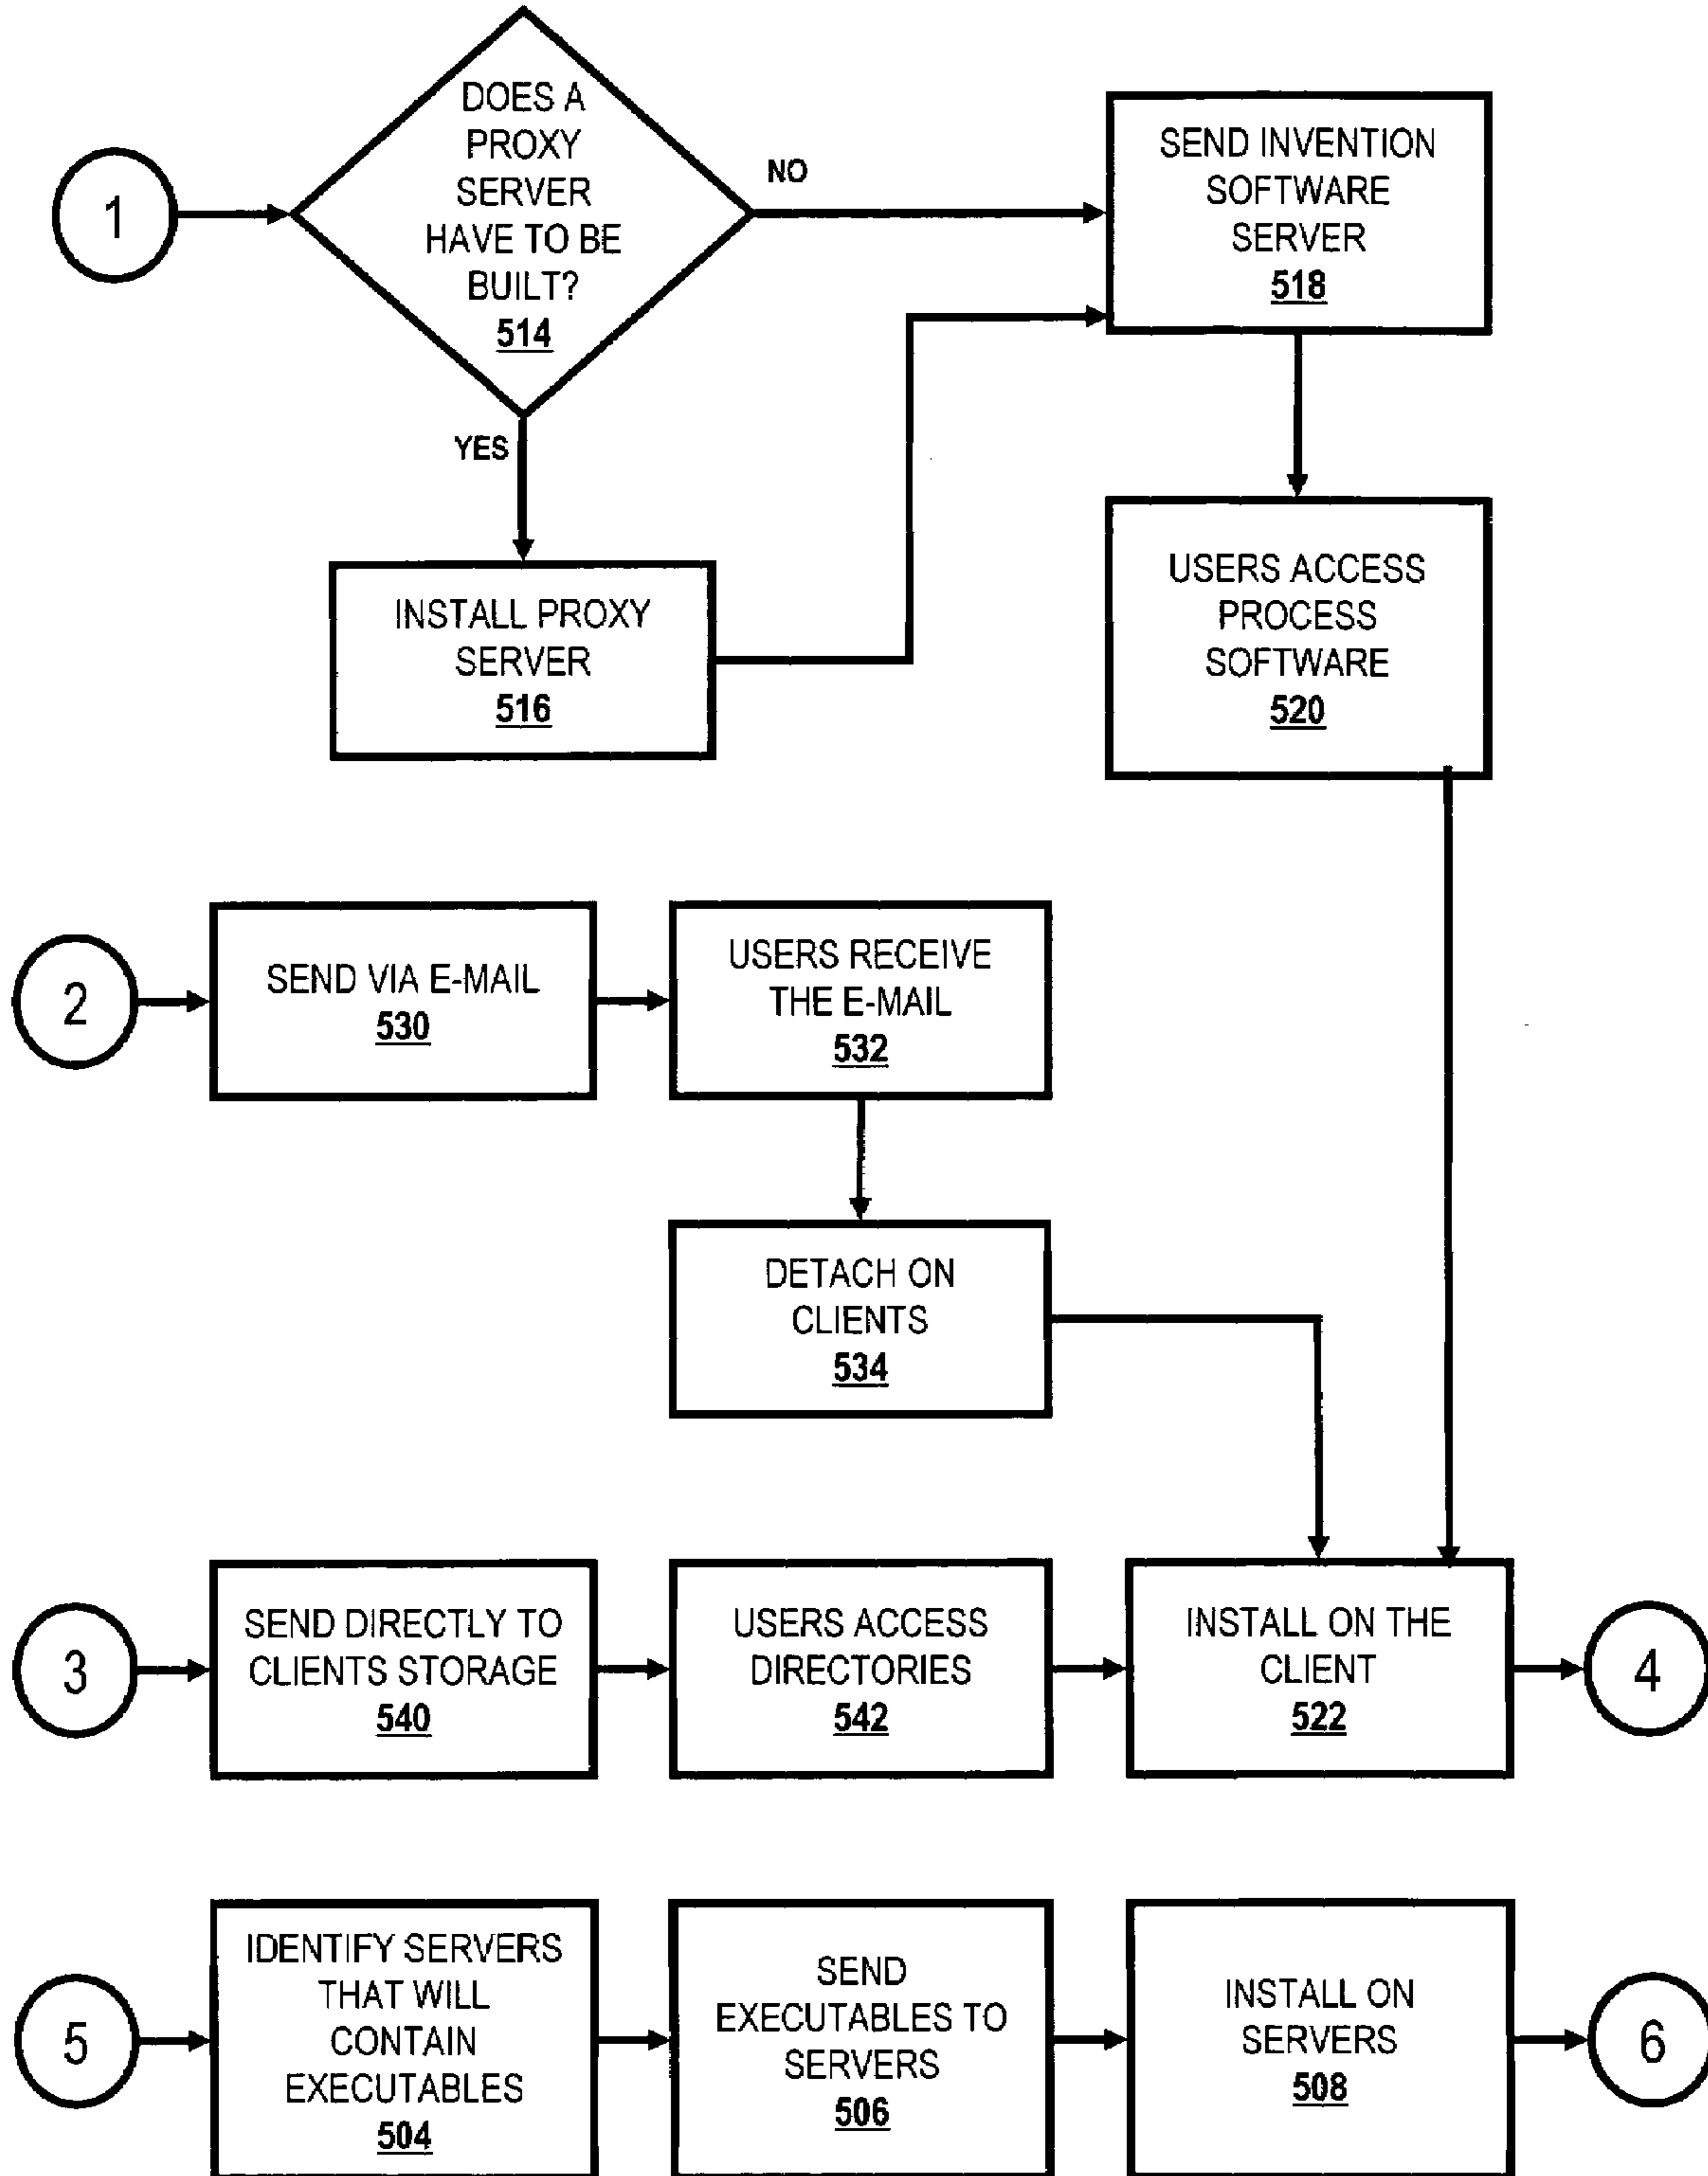 1
DOES A
PROXY
SERVER
HAVE TO BE
BUILT?
514
NO
YES
SEND INVENTION
SOFTWARE
SERVER
518
INSTALL PROXY
SERVER
516
USERS ACCESS
PROCESS
SOFTWARE
520
2
SEND VIA E-MAIL
530
USERS RECEIVE
THE E-MAIL
532
DETACH ON
CLIENTS
534
3
SEND DIRECTLY TO
CLIENTS STORAGE
540
USERS ACCESS
DIRECTORIES
542
INSTALL ON THE
CLIENT
522
4
5
IDENTIFY SERVERS
THAT WILL
CONTAIN
EXECUTABLES
504
SEND
EXECUTABLES TO
SERVERS
506
INSTALL ON
SERVERS
508
6